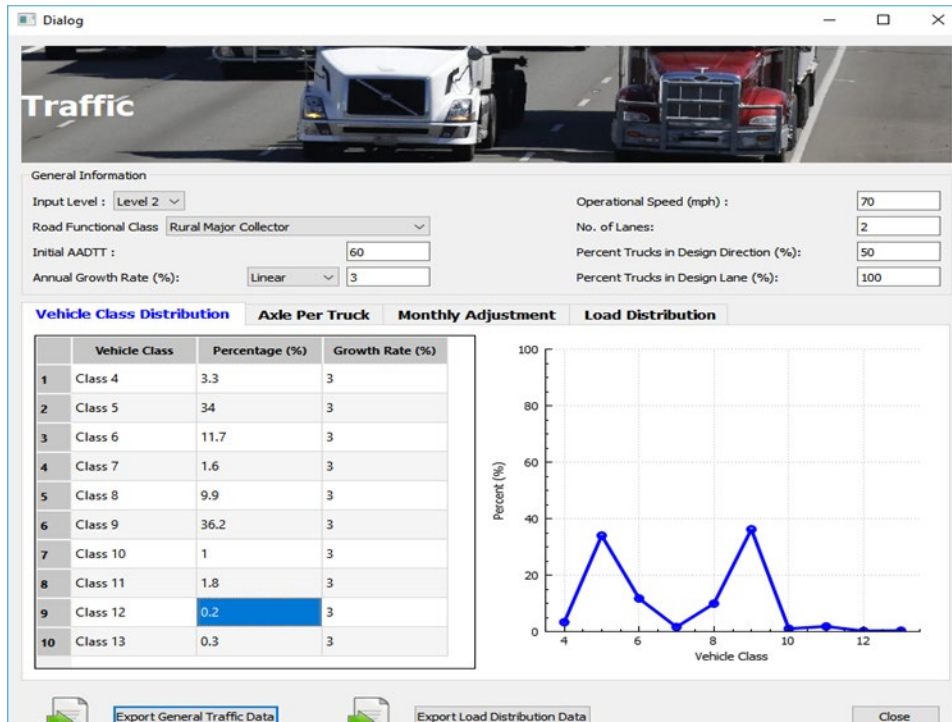 Dialog
Traffic
General Information
Input Level : Level 2
Operational Speed (mph) : 70
Road Functional Class Rural Major Collector
No. of Lanes: 2
Initial AADTT : 60
Percent Trucks in Design Direction (%): 50
Annual Growth Rate (%): Linear 3
Percent Trucks in Design Lane (%): 100
Vehicle Class Distribution Axle Per Truck Monthly Adjustment Load Distribution
Vehicle Class Percentage (%) Growth Rate (%)
1 Class 4 3.3 3
2 Class 5 34 3
3 Class 6 11.7 3
4 Class 7 1.6 3
5 Class 8 9.9 3
6 Class 9 36.2 3
7 Class 10 1 3
8 Class 11 1.8 3
9 Class 12 0.2 3
10 Class 13 0.3 3
100
80
60
40
20
0
Percent (%)
4 6 8 10 12
Vehicle Class
Export General Traffic Data Export Load Distribution Data Close